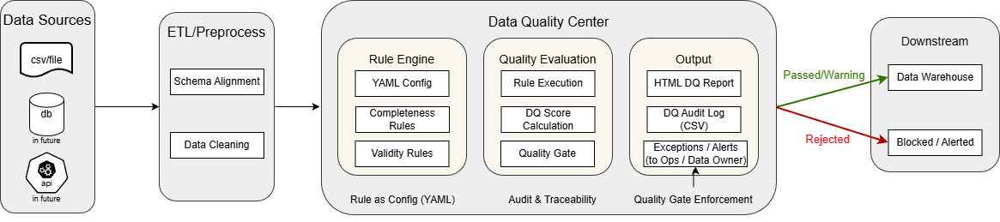 Data Sources
csv/file
db
in future
api
in future
ETL/Preprocess
Schema Alignment
Data Cleaning
Data Quality Center
Rule Engine
YAML Config
Completeness
Rules
Validity Rules
Quality Evaluation
Rule Execution
DQ Score
Calculation
Quality Gate
Output
HTML DQ Report
DQ Audit Log
(CSV)
Exceptions / Alerts
(to Ops / Data Owner)
Rule as Config (YAML)
Audit & Traceability
Quality Gate Enforcement
Passed/Warning
Rejected
Downstream
Data Warehouse
Blocked / Alerted